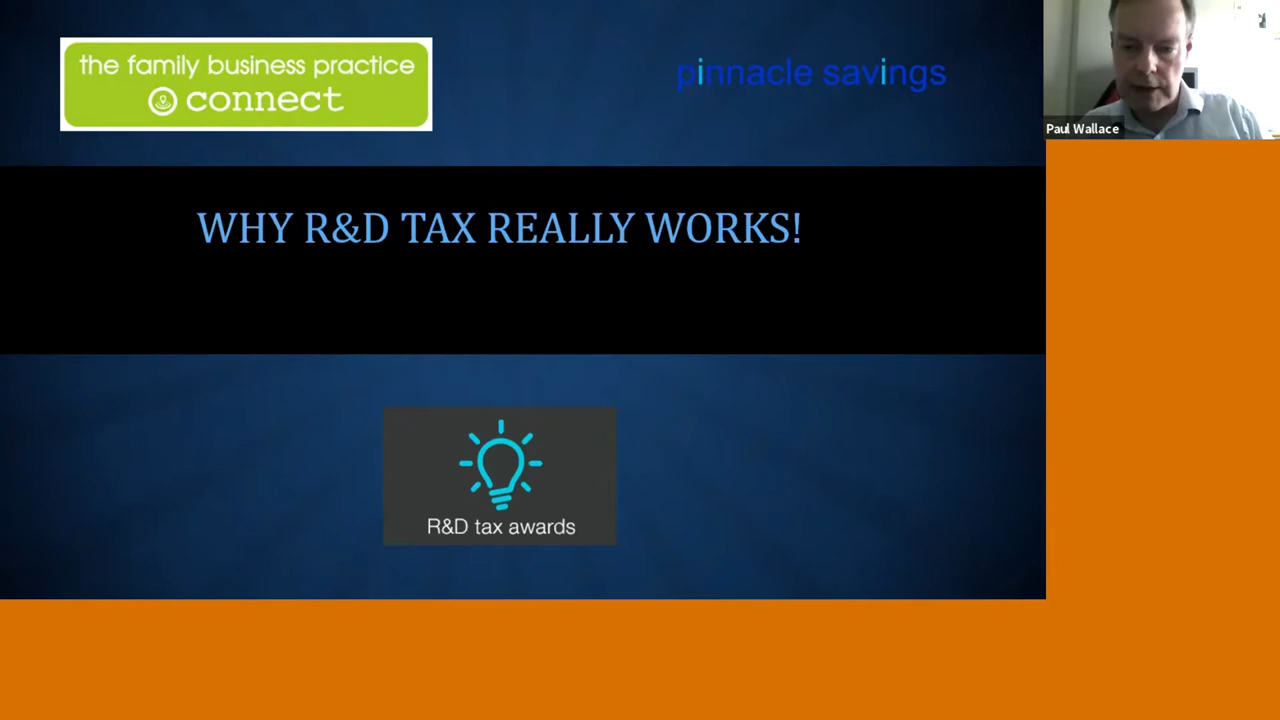 the family business practice
connect
pinnacle savings
Paul Wallace
WHY R&D TAX REALLY WORKS!
R&D tax awards